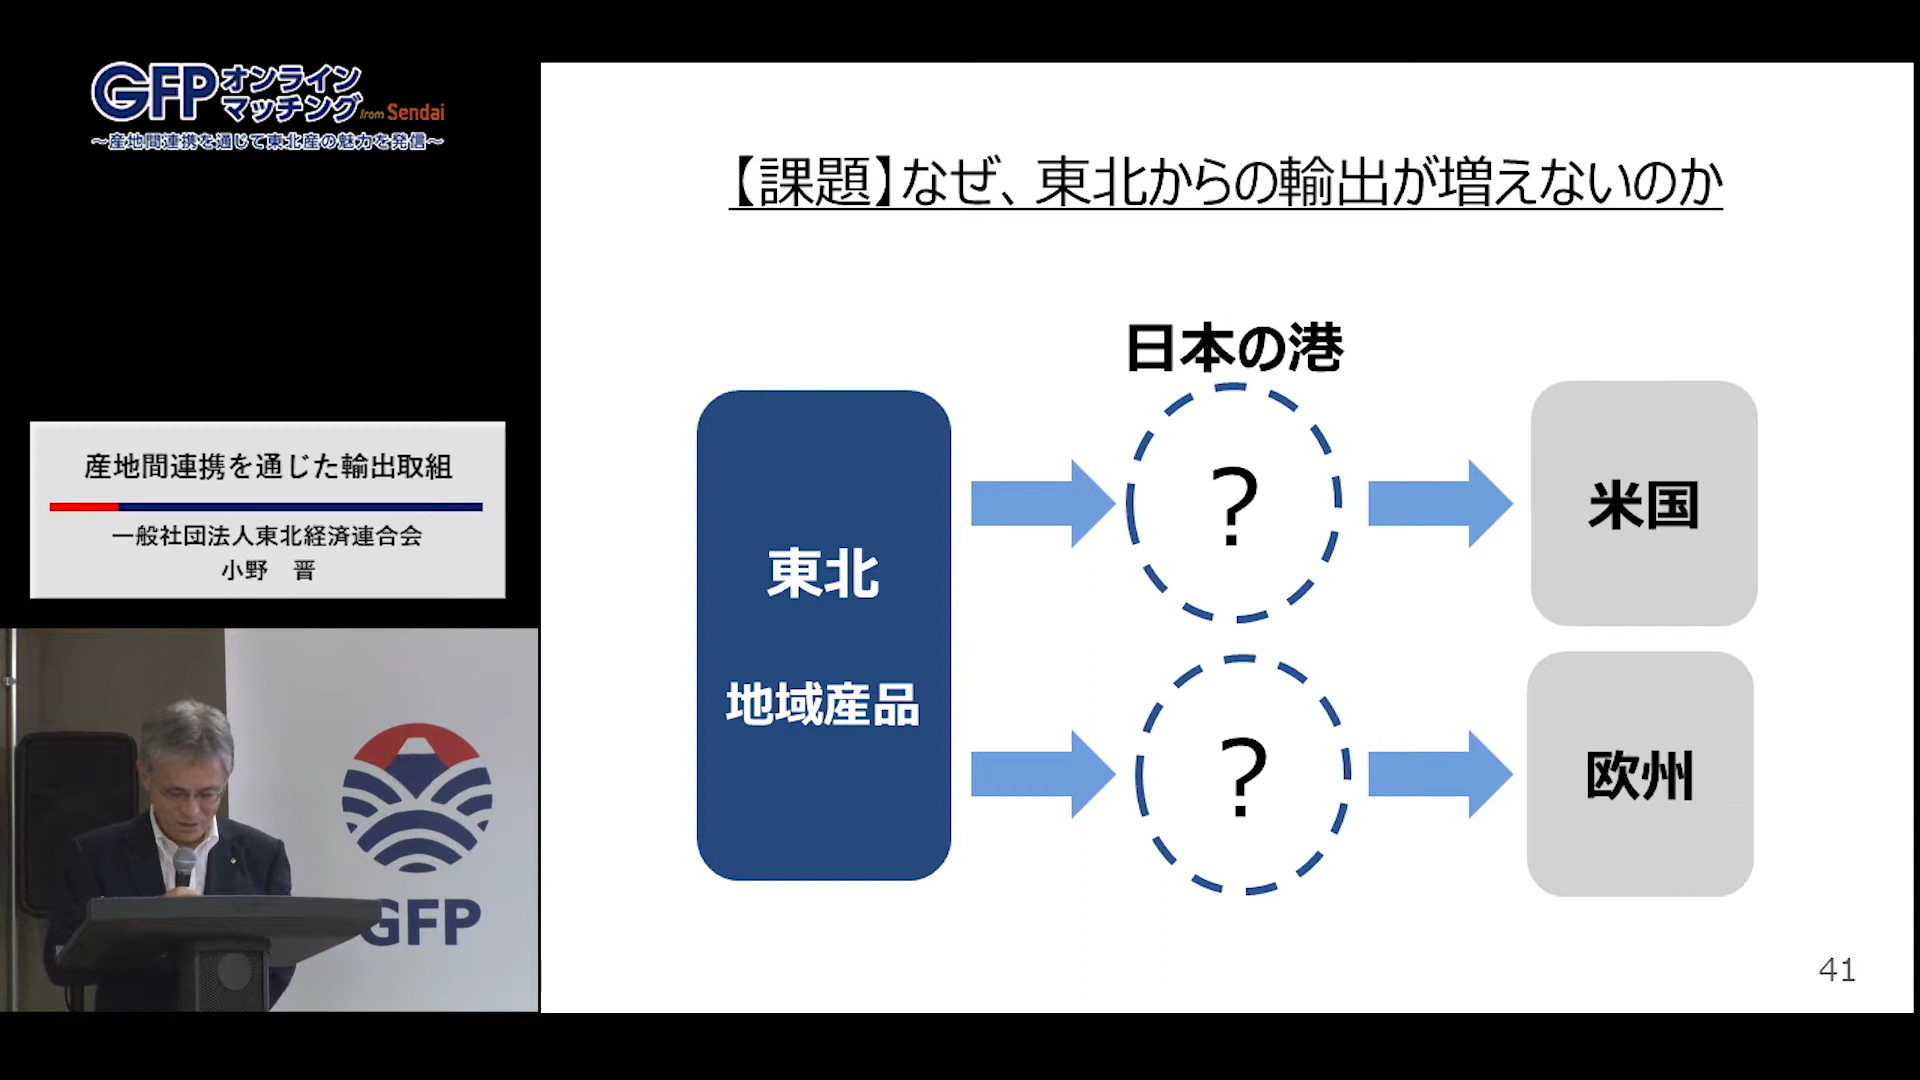 GFPオンライン
マッチング from Sendai
～産地間連携を通じて東北産の魅力を発信～
産地間連携を通じた輸出取組
一般社団法人東北経済連合会
小野　晋
GFP
【課題】なぜ、東北からの輸出が増えないのか
日本の港
東北
地域産品
?
米国
?
欧州
41